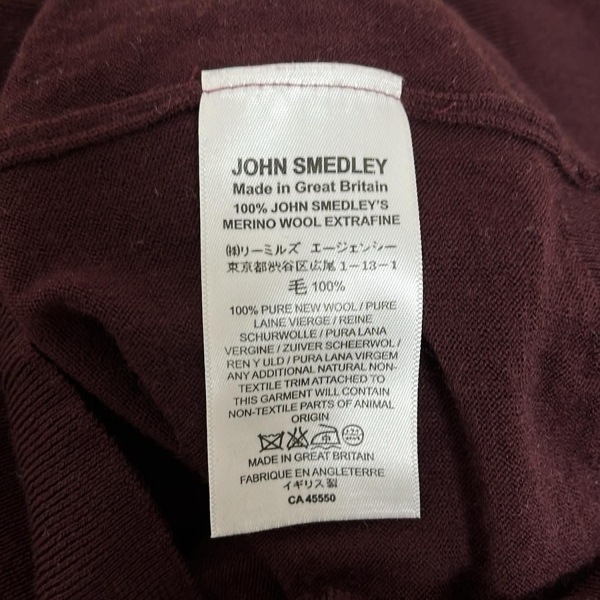 JOHN SMEDLEY
Made in Great Britain
100% JOHN SMEDLEY'S
MERINO WOOL EXTRAFINE
㈱リーミルズ エージェンシー
東京都渋谷区広尾 1-13-1
毛 100%
100% PURE NEW WOOL / PURE
LAINE VIERGE / REINE
SCHURWOLLE / PURA LANA
VERGINE / ZUIVER SCHEERWOL /
REN Y ULD / PURA LANA VIRGEM
ANY ADDITIONAL NATURAL NON-
TEXTILE TRIM ATTACHED TO
THIS GARMENT WILL CONTAIN
NON-TEXTILE PARTS OF ANIMAL
ORIGIN
MADE IN GREAT BRITAIN
FABRIQUE EN ANGLETERRE
イギリス製
CA 45550